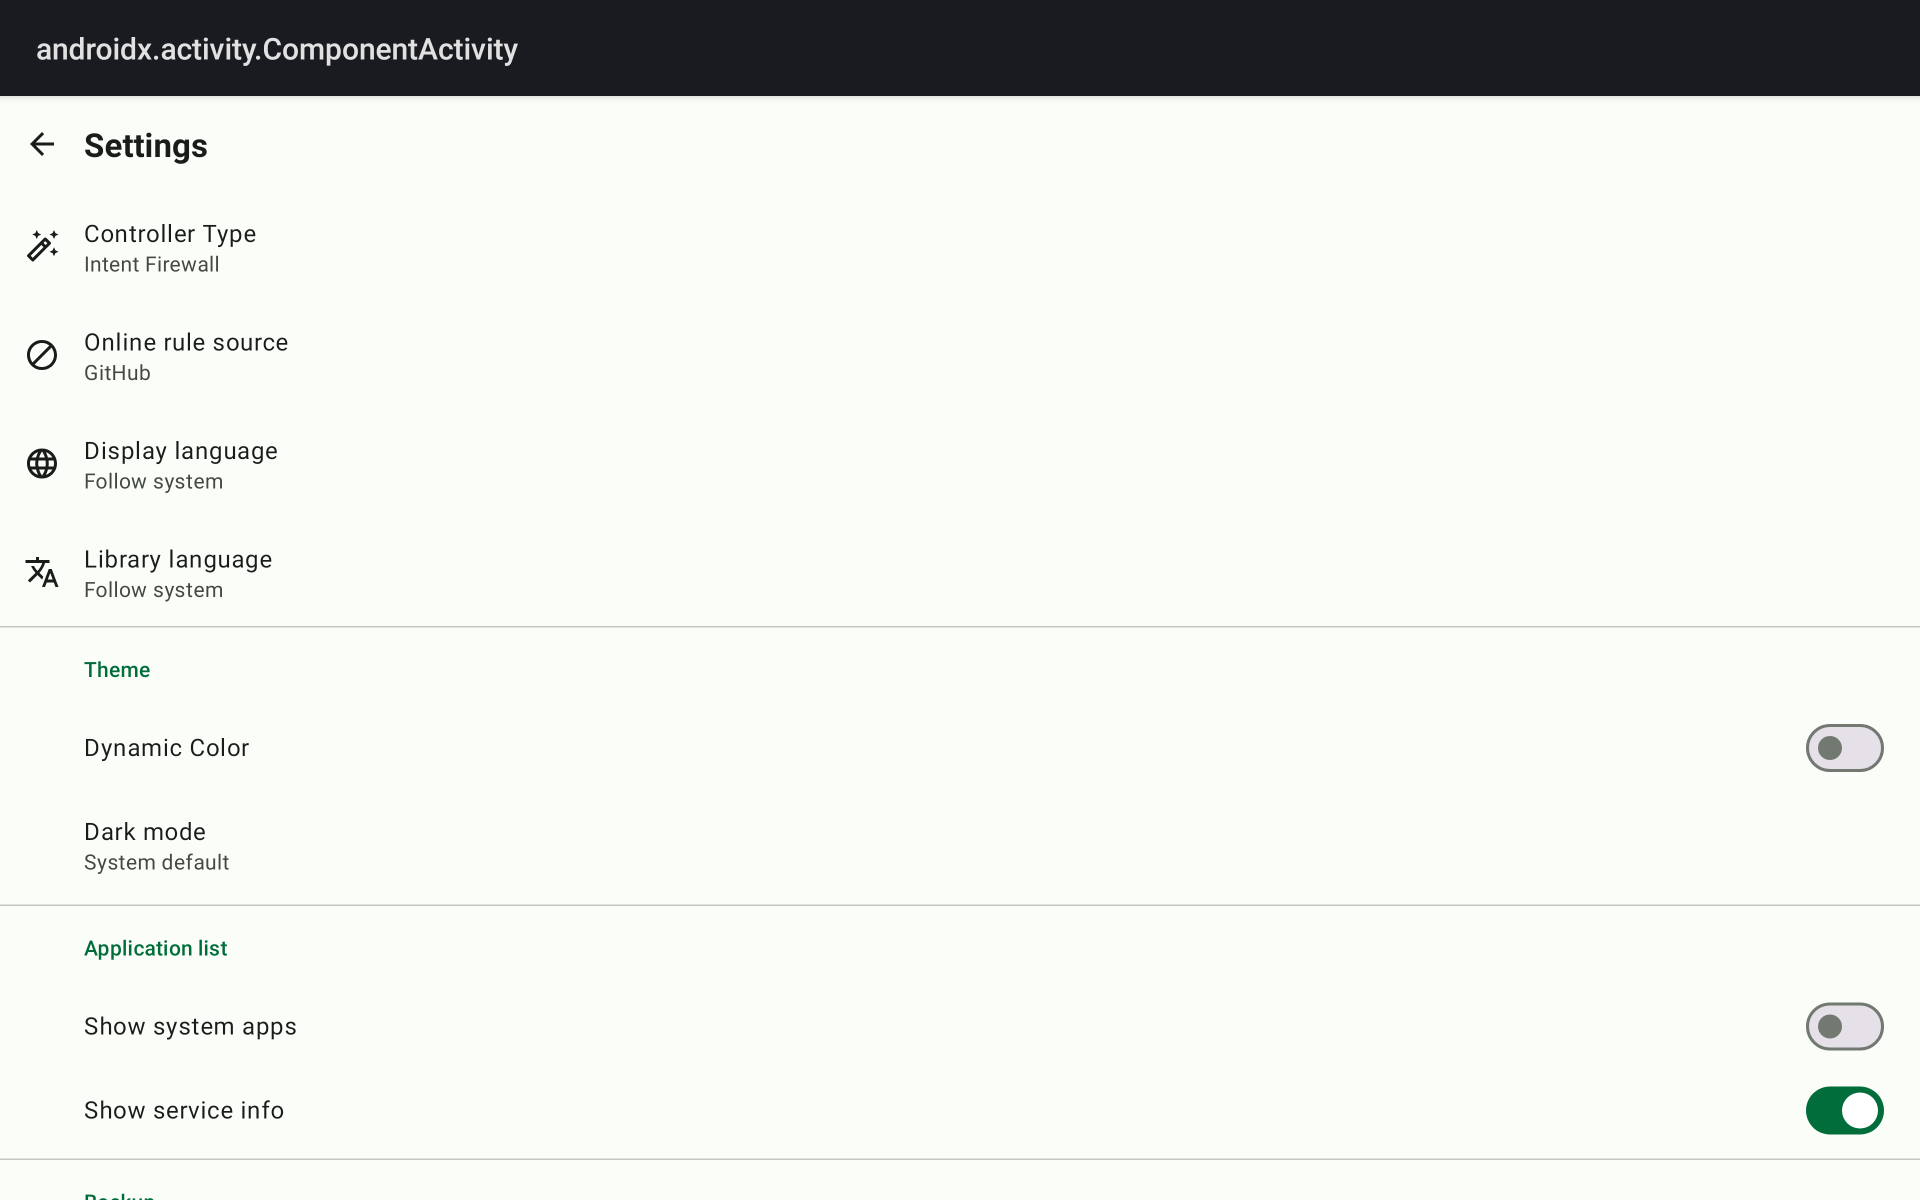 androidx.activity.ComponentActivity
Settings
Controller Type
Intent Firewall
Online rule source
GitHub
Display language
Follow system
Library language
Follow system
Theme
Dynamic Color
Dark mode
System default
Application list
Show system apps
Show service info
Backup